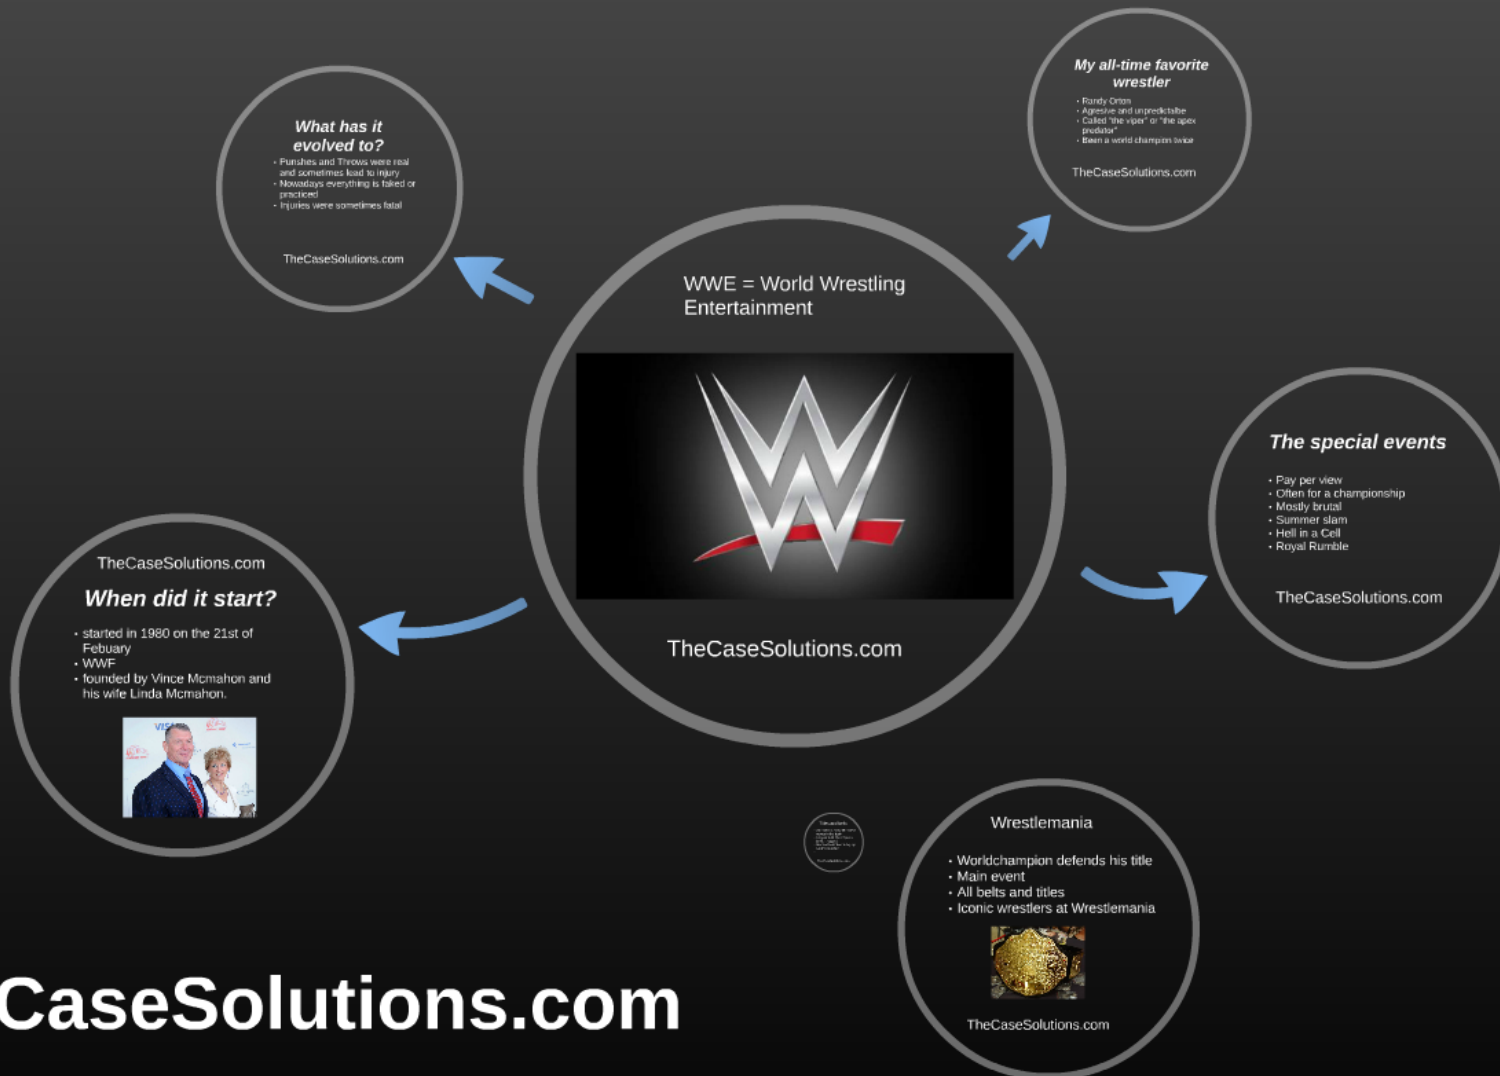 What has it
evolved to?
• Punshes and Throws were real
and sometimes lead to injury
• Nowadays everything is faked or
practiced
• Injuries were sometimes fatal
TheCaseSolutions.com
My all-time favorite
wrestler
• Randy Orton
• Agresive and unpredictalbe
• Called "the viper" or "the apex
predator"
• Been a world champion twice
TheCaseSolutions.com
WWE = World Wrestling
Entertainment
W
TheCaseSolutions.com
The special events
• Pay per view
• Often for a championship
• Mostly brutal
• Summer slam
• Hell in a Cell
• Royal Rumble
TheCaseSolutions.com
TheCaseSolutions.com
When did it start?
• started in 1980 on the 21st of
Febuary
• WWF
• founded by Vince Mcmahon and
his wife Linda Mcmahon.
Wrestlemania
• Worldchampion defends his title
• Main event
• All belts and titles
• Iconic wrestlers at Wrestlemania
TheCaseSolutions.com
CaseSolutions.com